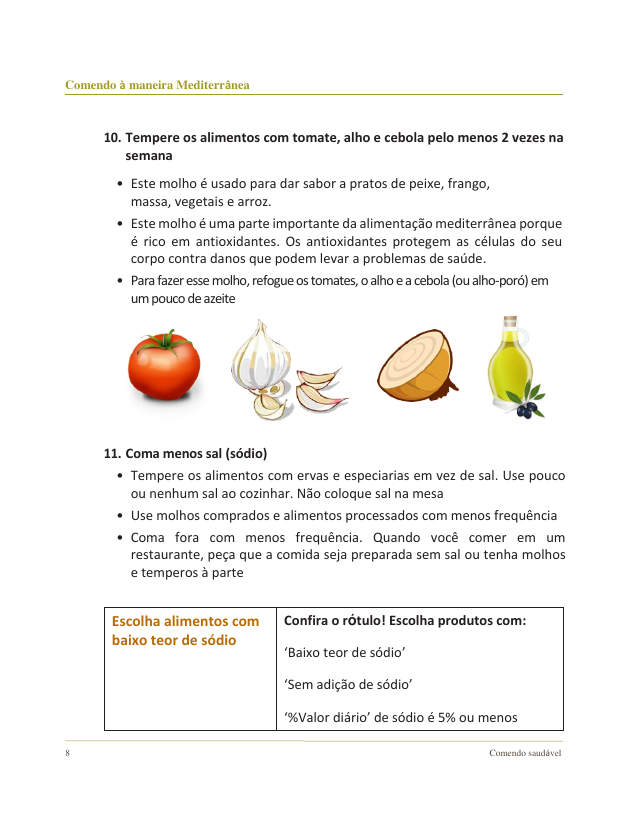 Comendo à maneira Mediterrânea
10. Tempere os alimentos com tomate, alho e cebola pelo menos 2 vezes na
semana
• Este molho é usado para dar sabor a pratos de peixe, frango,
massa, vegetais e arroz.
• Este molho é uma parte importante da alimentação mediterrânea porque
é rico em antioxidantes. Os antioxidantes protegem as células do seu
corpo contra danos que podem levar a problemas de saúde.
• Para fazer esse molho, refogue os tomates, o alho e a cebola (ou alho-poró) em
um pouco de azeite
11. Coma menos sal (sódio)
• Tempere os alimentos com ervas e especiarias em vez de sal. Use pouco
ou nenhum sal ao cozinhar. Não coloque sal na mesa
• Use molhos comprados e alimentos processados com menos frequência
• Coma fora com menos frequência. Quando você comer em um
restaurante, peça que a comida seja preparada sem sal ou tenha molhos
e temperos à parte
Escolha alimentos com
baixo teor de sódio
Confira o rótulo! Escolha produtos com:
‘Baixo teor de sódio’
‘Sem adição de sódio’
‘%Valor diário’ de sódio é 5% ou menos
8
Comendo saudável